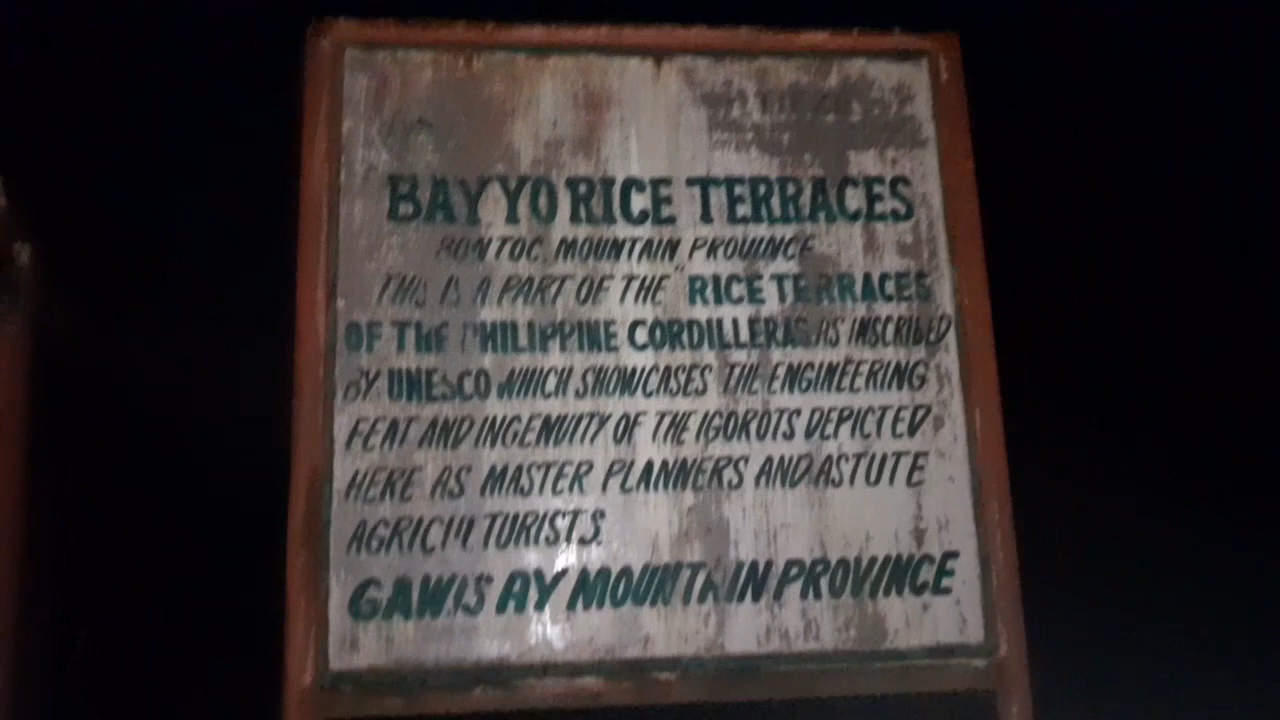 BAYYO RICE TERRACES
BONTOC, MOUNTAIN PROVINCE
THIS IS A PART OF THE RICE TERRACES
OF THE PHILIPPINE CORDILLERAS AS INSCRIBED
BY UNESCO WHICH SHOWCASES THE ENGINEERING
FEAT AND INGENUITY OF THE IGOROTS DEPICTED
HERE AS MASTER PLANNERS AND ASTUTE
AGRICULTURISTS.
GAWIS AY MOUNTAIN PROVINCE